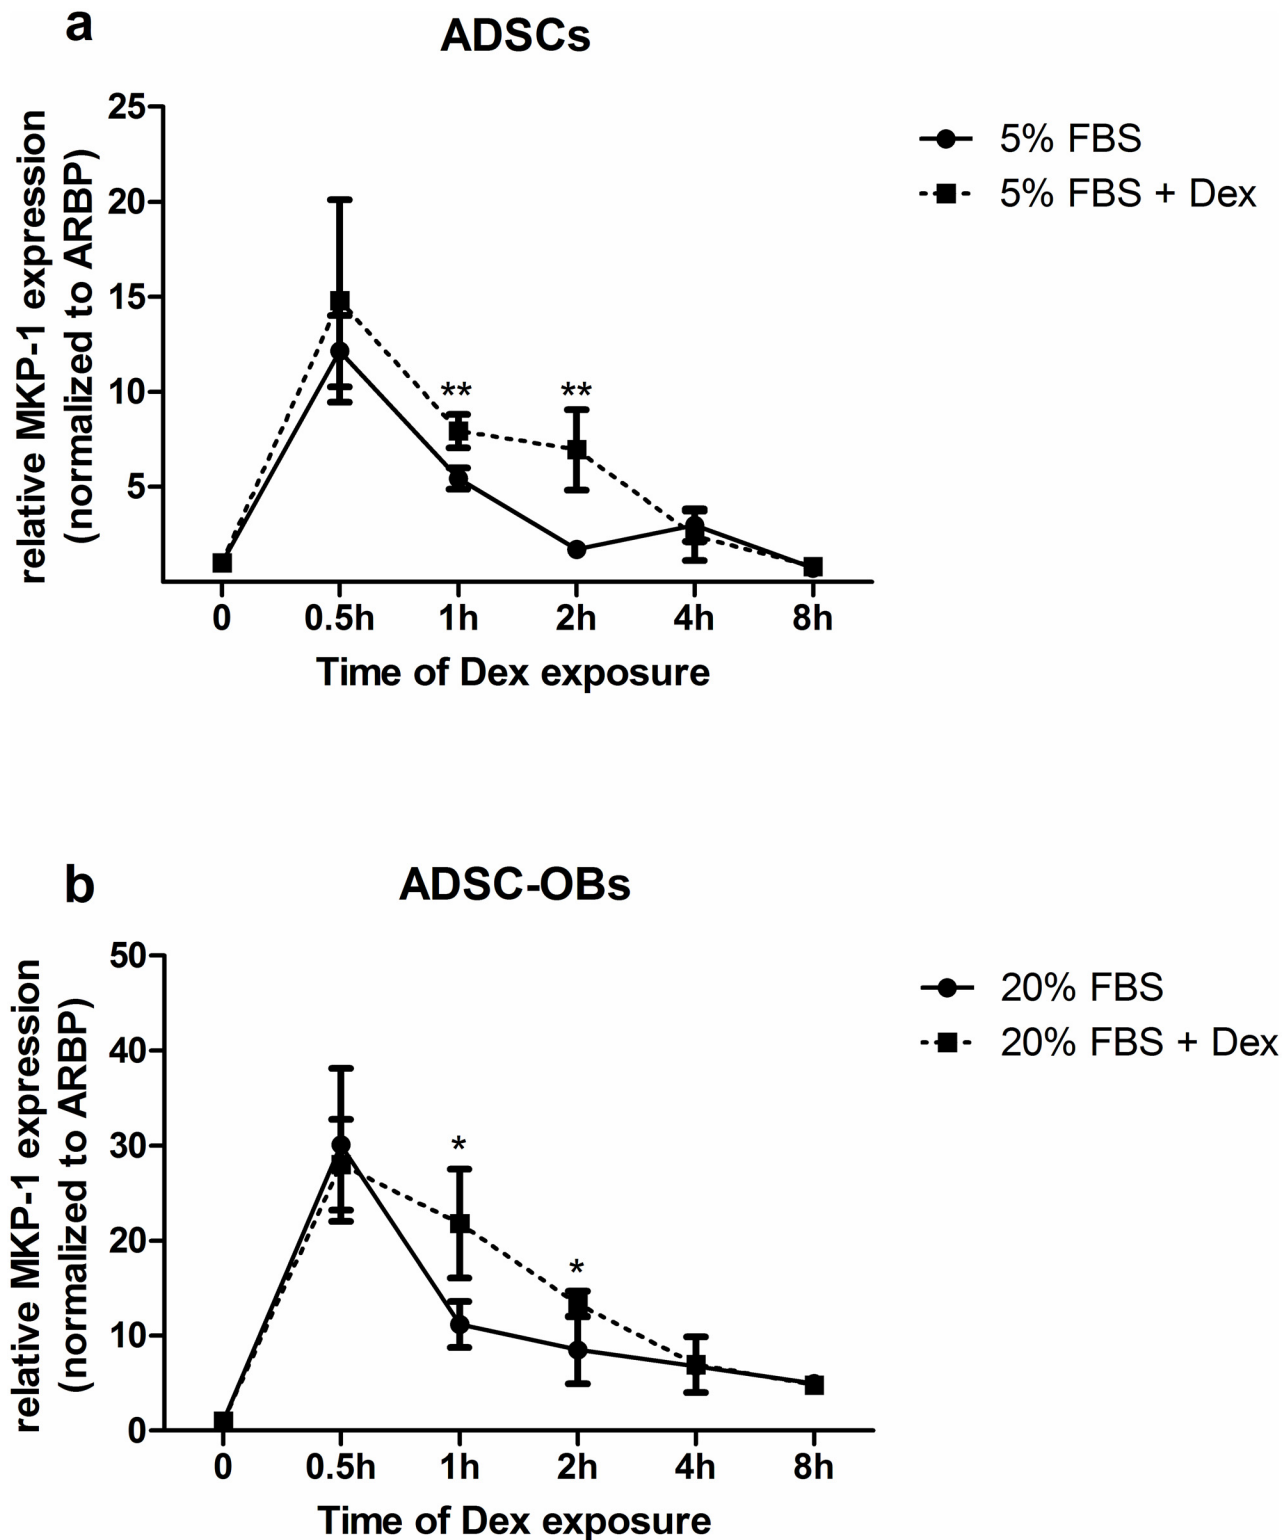 a
ADSCs
relative MKP-1 expression
(normalized to ARBP)
25
20
15
10
5
** **
0 0.5h 1h 2h 4h 8h
Time of Dex exposure
5% FBS
5% FBS + Dex
b
ADSC-OBs
relative MKP-1 expression
(normalized to ARBP)
50
40
30
20
10
0
*
*
0 0.5h 1h 2h 4h 8h
Time of Dex exposure
20% FBS
20% FBS + Dex